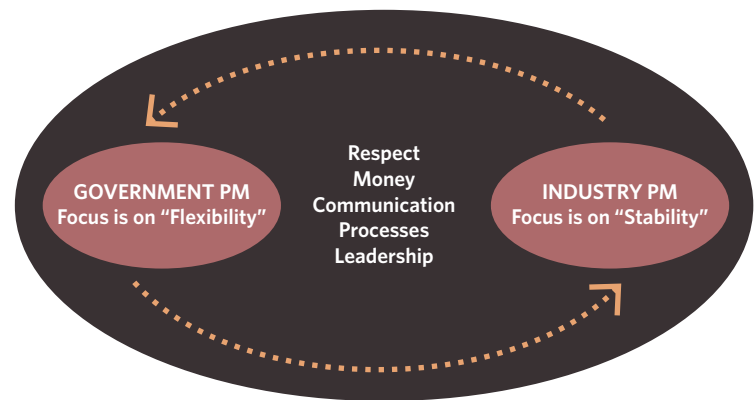 GOVERNMENT PM
Focus is on “Flexibility”
Respect
Money
Communication
Processes
Leadership
INDUSTRY PM
Focus is on “Stability”